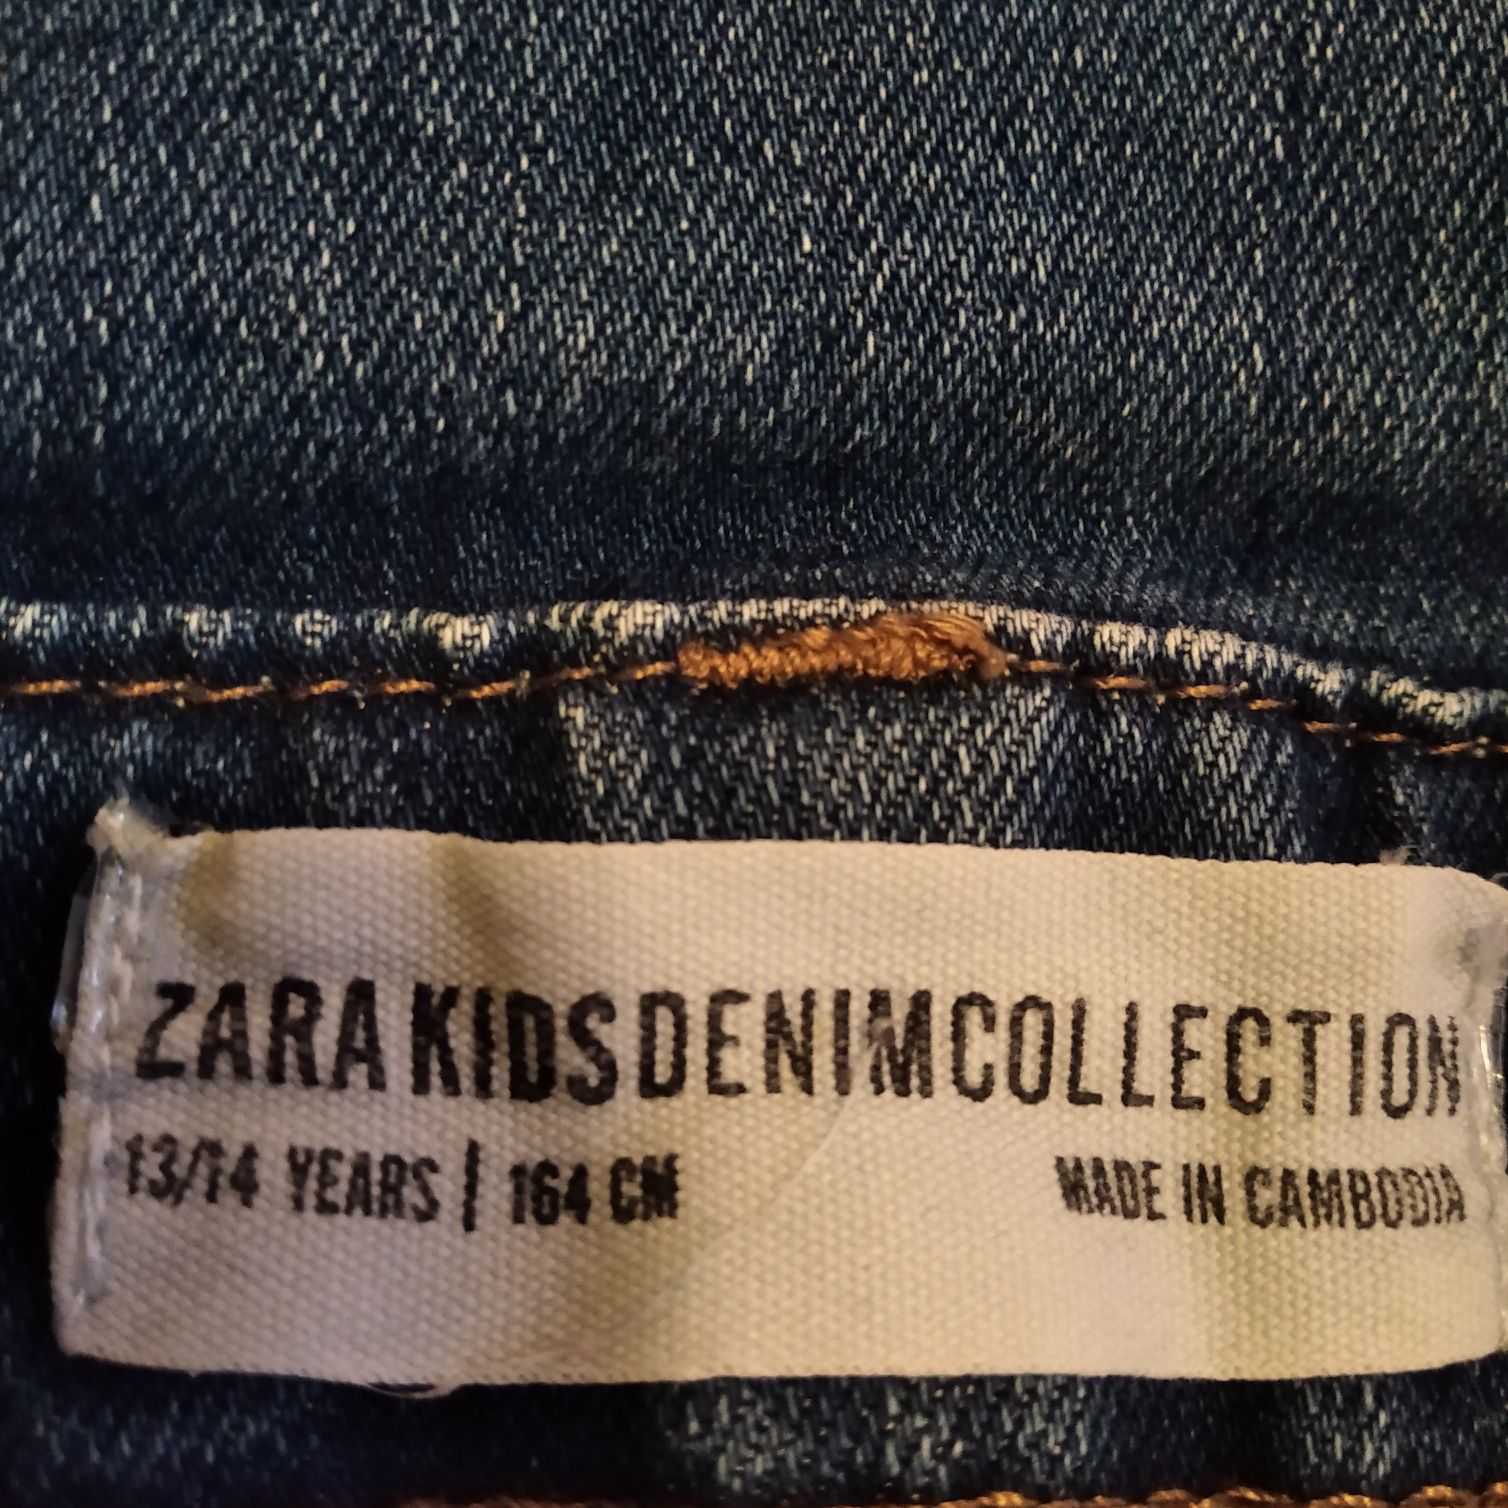 ZARA KIDS DENIM COLLECTION
13/14 YEARS | 164 CM MADE IN CAMBODIA